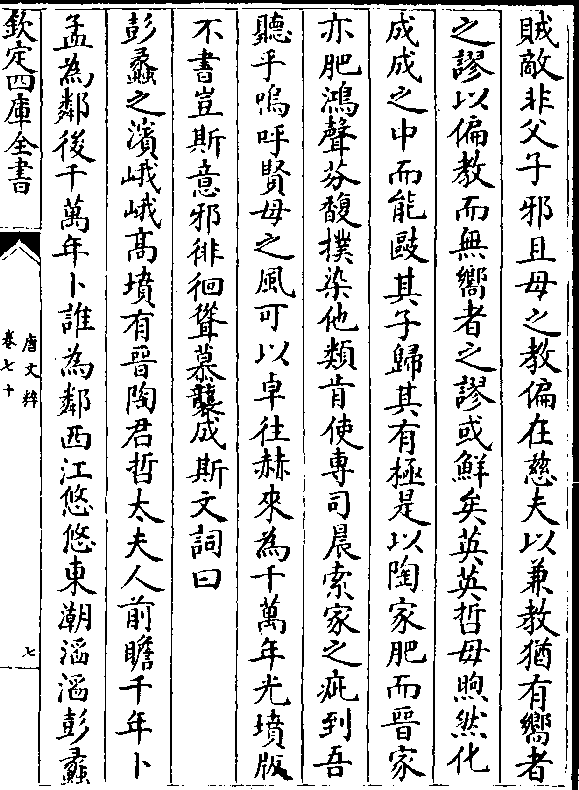 賊敵非父子邪且母之教偏在慈夫以兼教猶有嚮者
之謬以偏教而無嚮者之謬或鮮矣英英哲母煦然化
成成之中而能敺其子歸其有極是以陶家肥而晉家
亦肥鴻聲芬馥撲染他類肯使專司晨索家之疵到吾
聽乎嗚呼賢母之風可以卓往赫來為千萬年光墳版
不書豈斯意邪徘徊聳慕襲成斯文詞曰
彭蠡之濱峨峨高墳有晉陶君哲太夫人前瞻千年卜
孟為鄰後千萬年卜誰為鄰西江悠悠東潮滔滔彭蠡
欽定四庫全書
唐文粹
卷七十
七